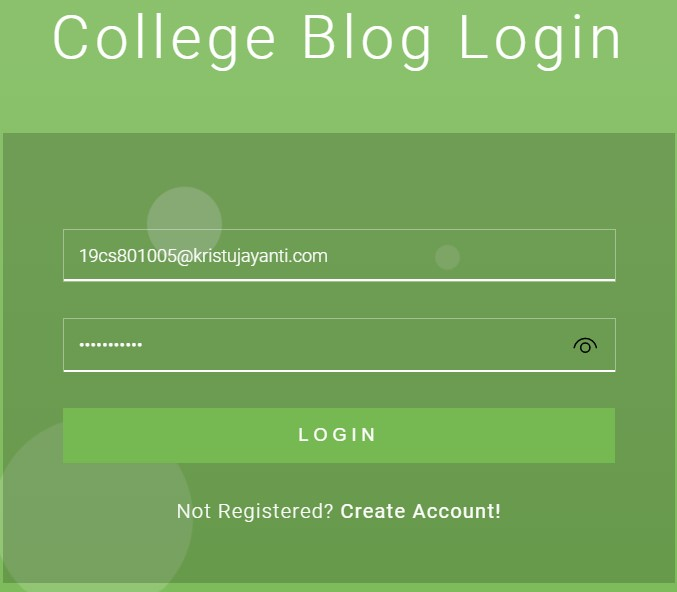 College Blog Login
19cs801005@kristujayanti.com
•••••••••••
LOGIN
Not Registered? Create Account!